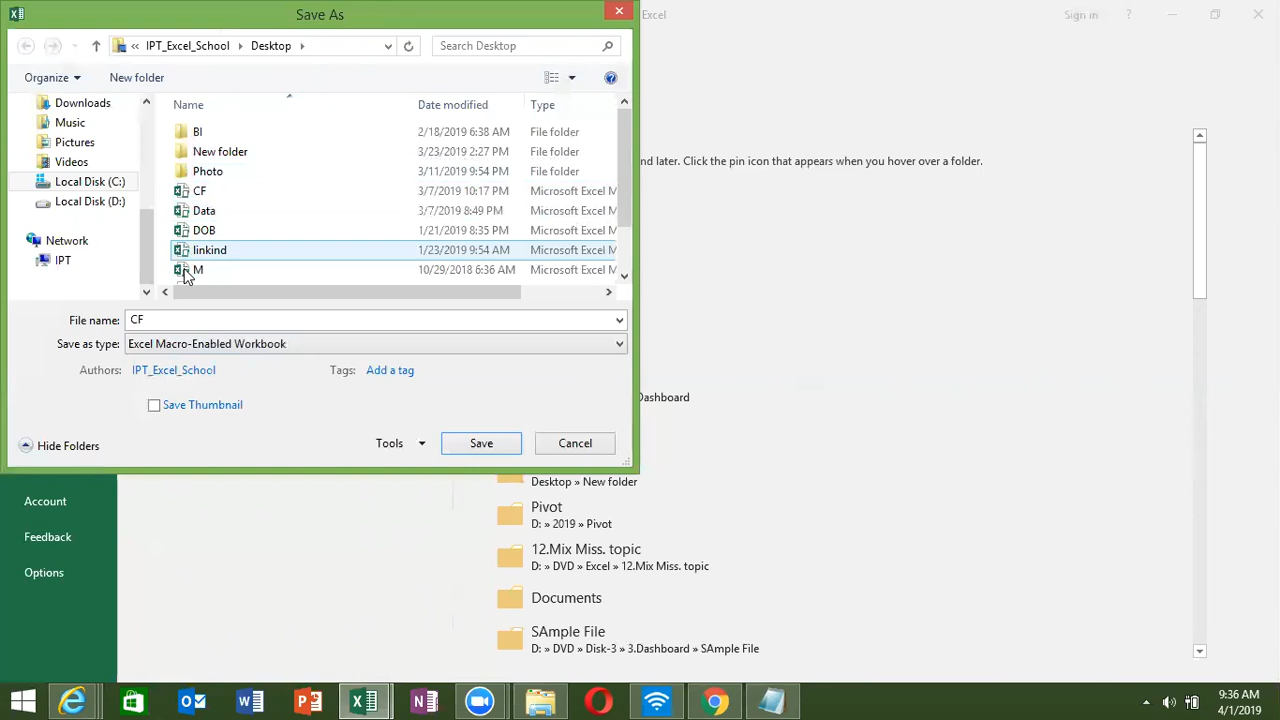 Save As
Excel
Sign in
?
«
IPT_Excel_School
Desktop
Search Desktop
Organize
New folder
Name
Date modified
Type
Downloads
Music
Pictures
Videos
Local Disk (C:)
Local Disk (D:)
Network
IPT
BI 2/18/2019 6:38 AM File folder
New folder 3/23/2019 2:27 PM File folder
Photo 3/11/2019 9:54 PM File folder
CF 3/7/2019 10:17 PM Microsoft Excel M
Data 3/7/2019 8:49 PM Microsoft Excel M
DOB 1/21/2019 8:35 PM Microsoft Excel M
linkind 1/23/2019 9:54 AM Microsoft Excel M
M 10/29/2018 6:36 AM Microsoft Excel M
File name: CF
Save as type: Excel Macro-Enabled Workbook
Authors: IPT_Excel_School
Tags: Add a tag
Save Thumbnail
Hide Folders
Tools
Save
Cancel
nd later. Click the pin icon that appears when you hover over a folder.
Dashboard
Desktop » New folder
Pivot
D: » 2019 » Pivot
12.Mix Miss. topic
D: » DVD » Excel » 12.Mix Miss. topic
Documents
SAmple File
D: » DVD » Disk-3 » 3.Dashboard » SAmple File
Account
Feedback
Options
9:36 AM
4/1/2019